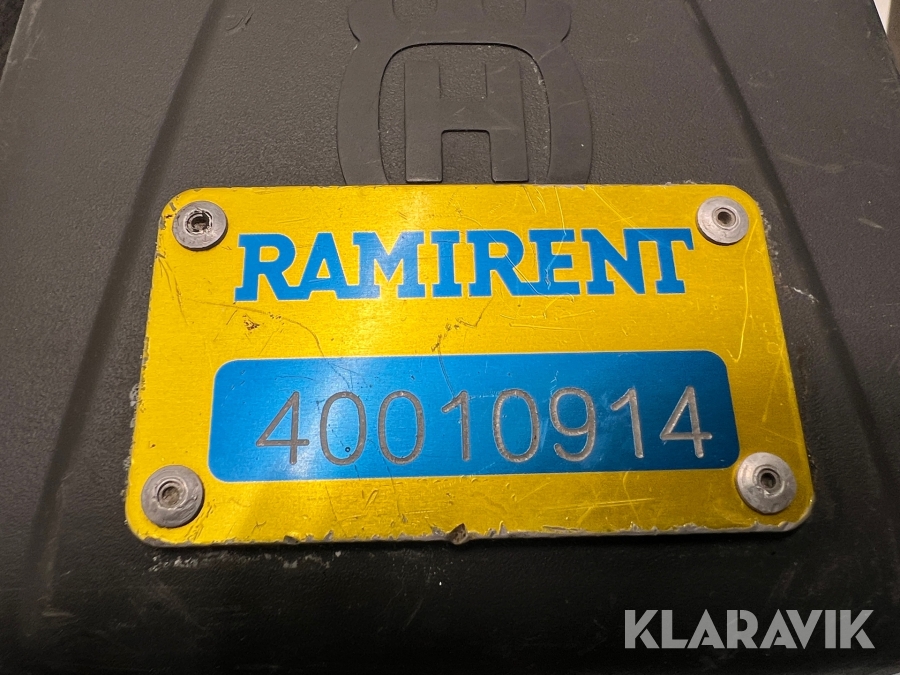 H
RAMIRENT
40010914
KLARAVIK